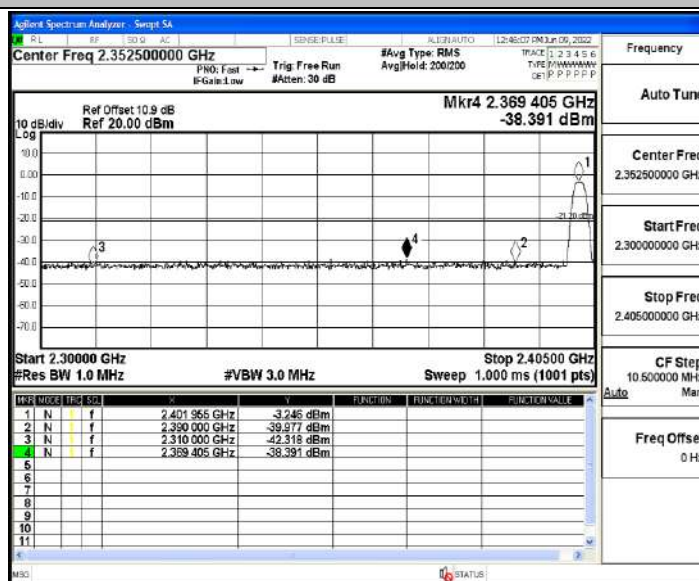 Agilent Spectrum Analyzer - Swept SA
RL RF 50 Ω AC SENSE:PULSE ALIGNAUTO 12:46:07 PM Jun 09, 2022
Center Freq 2.352500000 GHz
PNO: Fast Trig: Free Run
IFGain:Low #Atten: 30 dB
#Avg Type: RMS
Avg|Hold: 200/200
TRACE 1 2 3 4 5 6
TYPE MWWWWW
DET P P P P P P
Ref Offset 10.9 dB
10 dB/div Ref 20.00 dBm
Log
Mkr4 2.369 405 GHz
-38.391 dBm
10.0
0.00
-10.0
-20.0
-30.0
-40.0
-50.0
-60.0
-70.0
1
2
3
4
Start 2.30000 GHz Stop 2.40500 GHz
#Res BW 1.0 MHz #VBW 3.0 MHz Sweep 1.000 ms (1001 pts)
MKR MODE TRC SCL X Y FUNCTION FUNCTION WIDTH FUNCTION VALUE
1 N 1 f 2.401 955 GHz -3.246 dBm
2 N 1 f 2.390 000 GHz -39.977 dBm
3 N 1 f 2.310 000 GHz -42.318 dBm
4 N 1 f 2.369 405 GHz -38.391 dBm
5
6
7
8
9
10
11
MSG STATUS
Frequency
Auto Tune
Center Freq
2.352500000 GHz
Start Freq
2.300000000 GHz
Stop Freq
2.405000000 GHz
CF Step
10.500000 MHz
Auto Man
Freq Offset
0 Hz